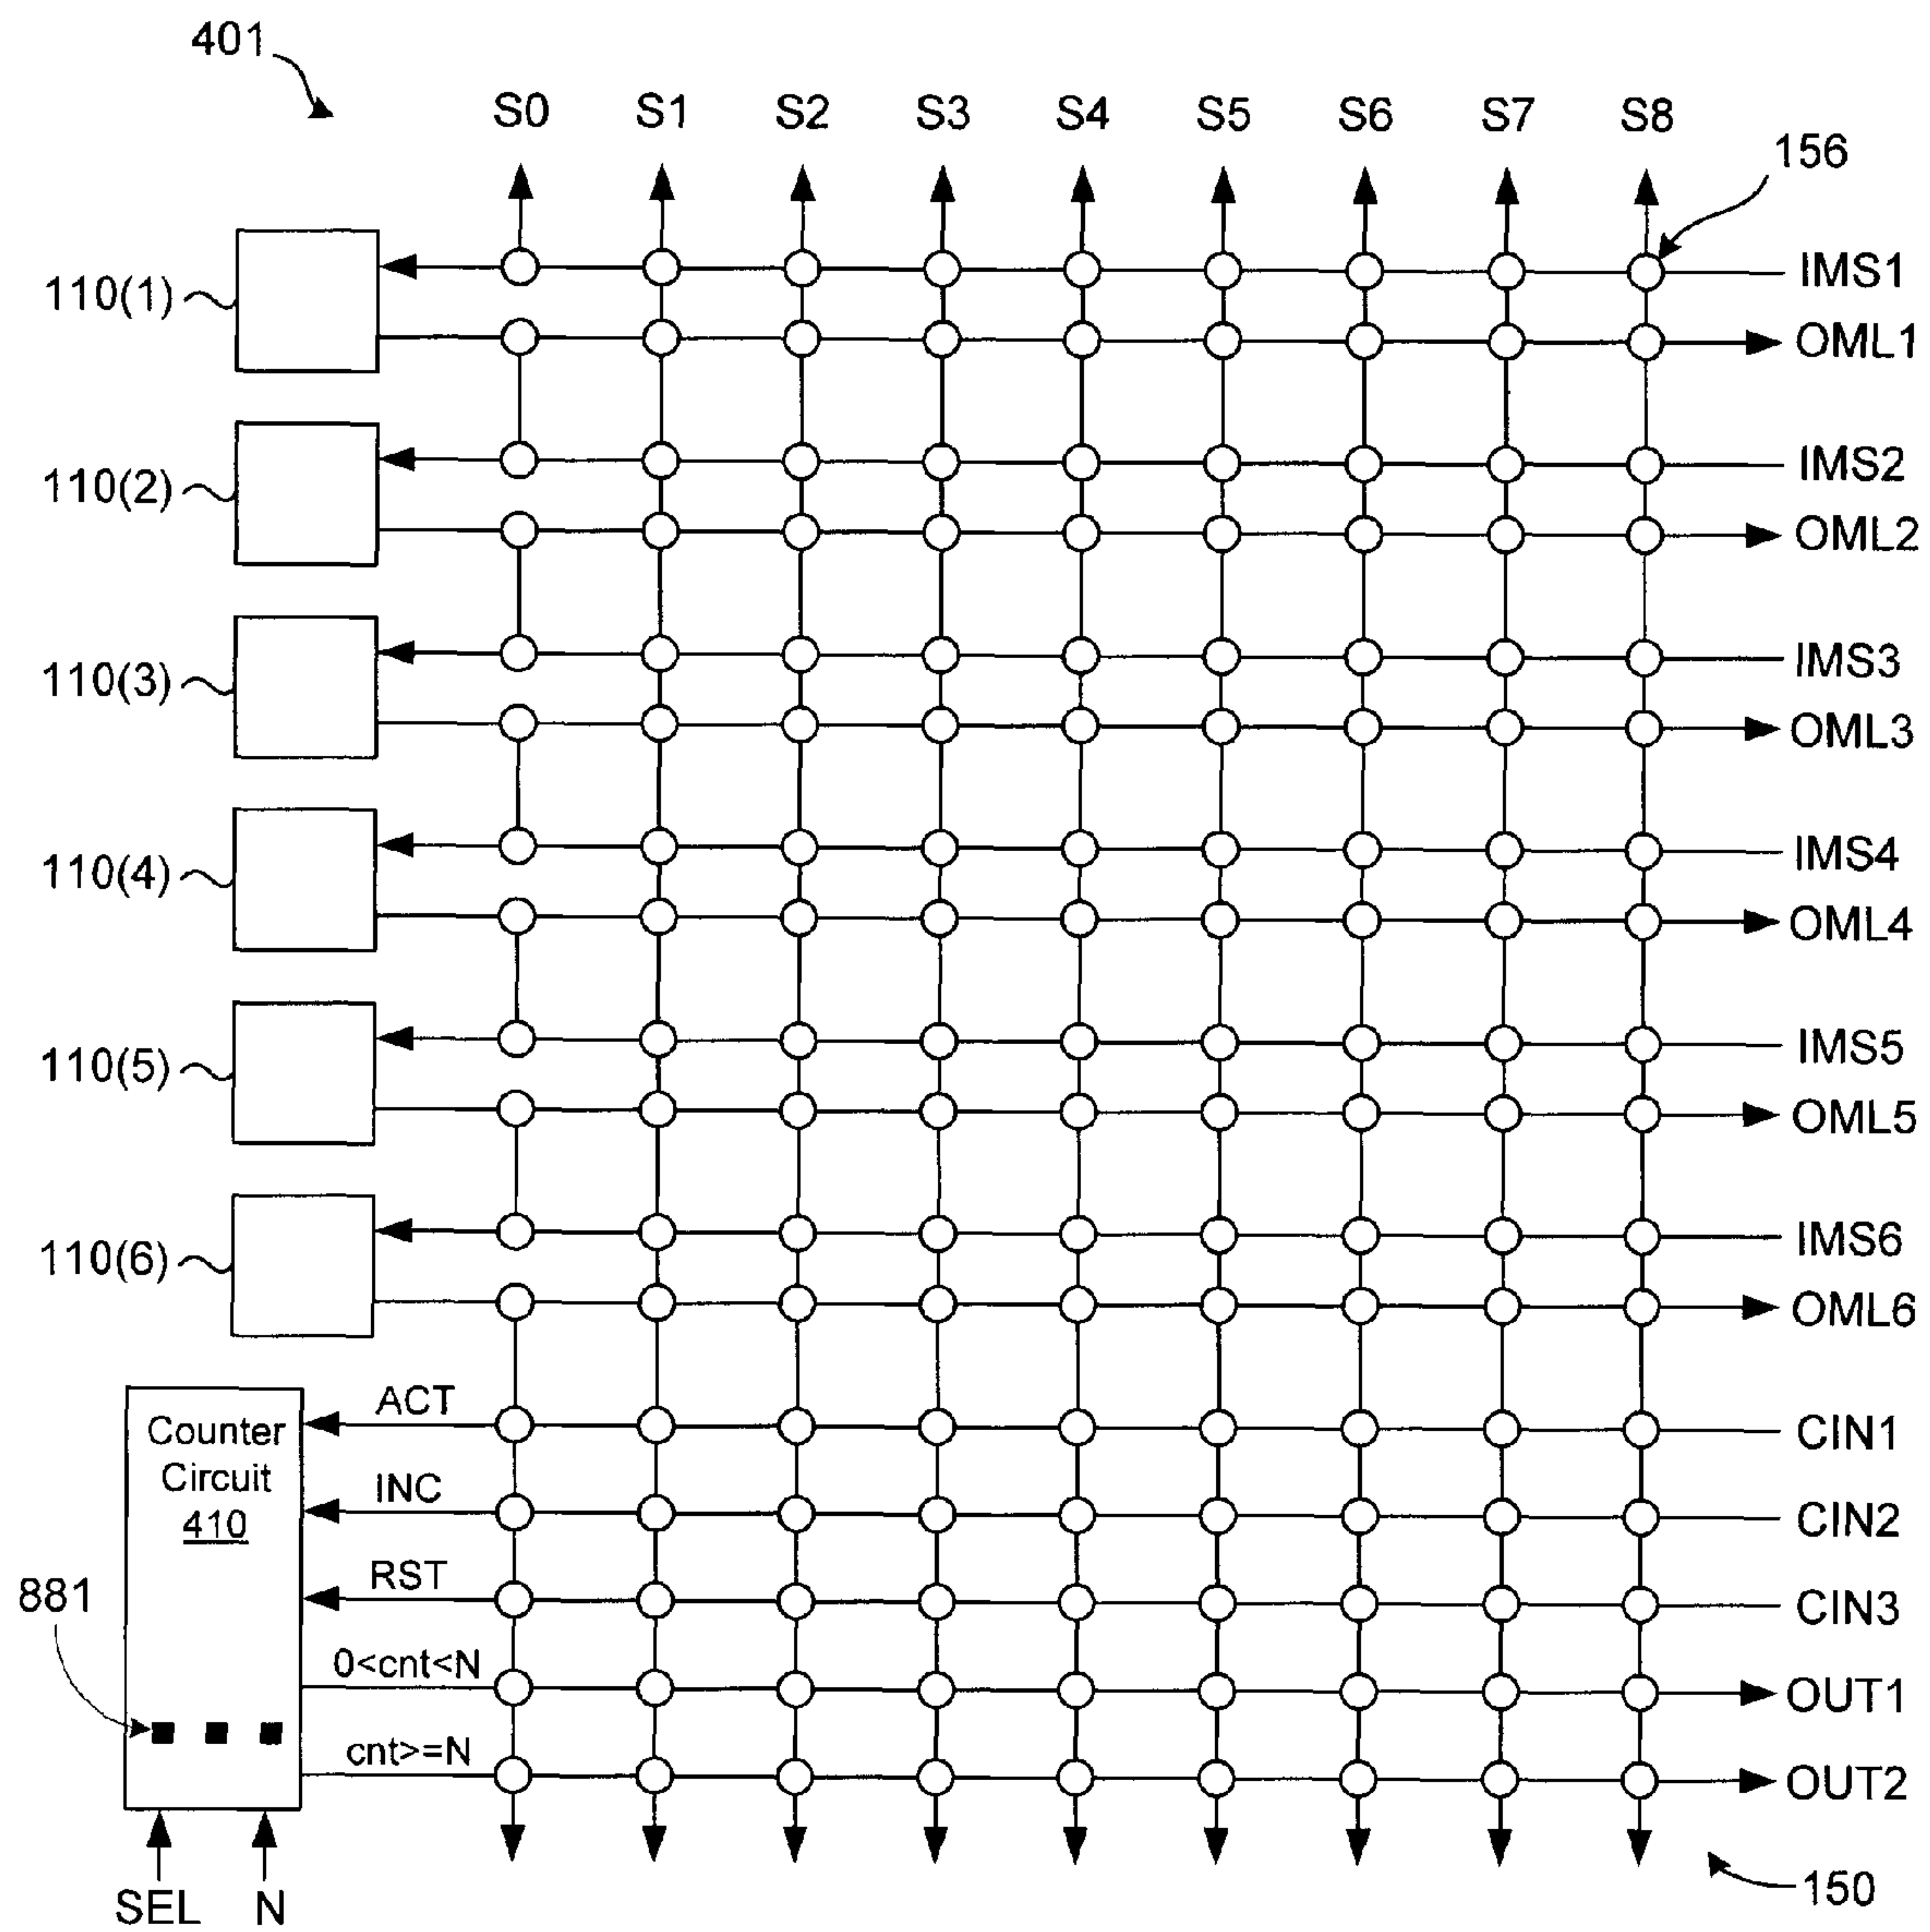 401
S0 S1 S2 S3 S4 S5 S6 S7 S8
156
110(1)
IMS1
OML1
110(2)
IMS2
OML2
110(3)
IMS3
OML3
110(4)
IMS4
OML4
110(5)
IMS5
OML5
110(6)
IMS6
OML6
Counter
Circuit
410
ACT
CIN1
INC
CIN2
RST
CIN3
881
0<cnt<N
OUT1
cnt>=N
OUT2
SEL N
150